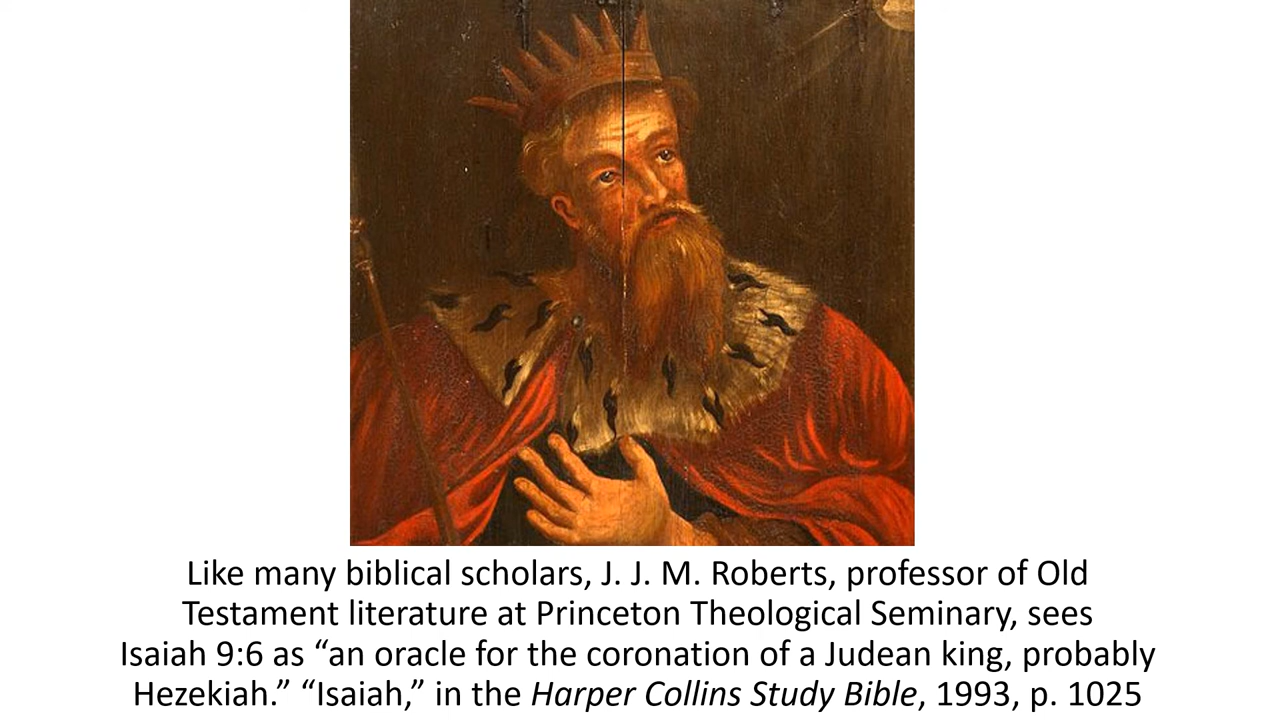 Like many biblical scholars, J. J. M. Roberts, professor of Old
Testament literature at Princeton Theological Seminary, sees
Isaiah 9:6 as “an oracle for the coronation of a Judean king, probably
Hezekiah.” “Isaiah,” in the Harper Collins Study Bible, 1993, p. 1025